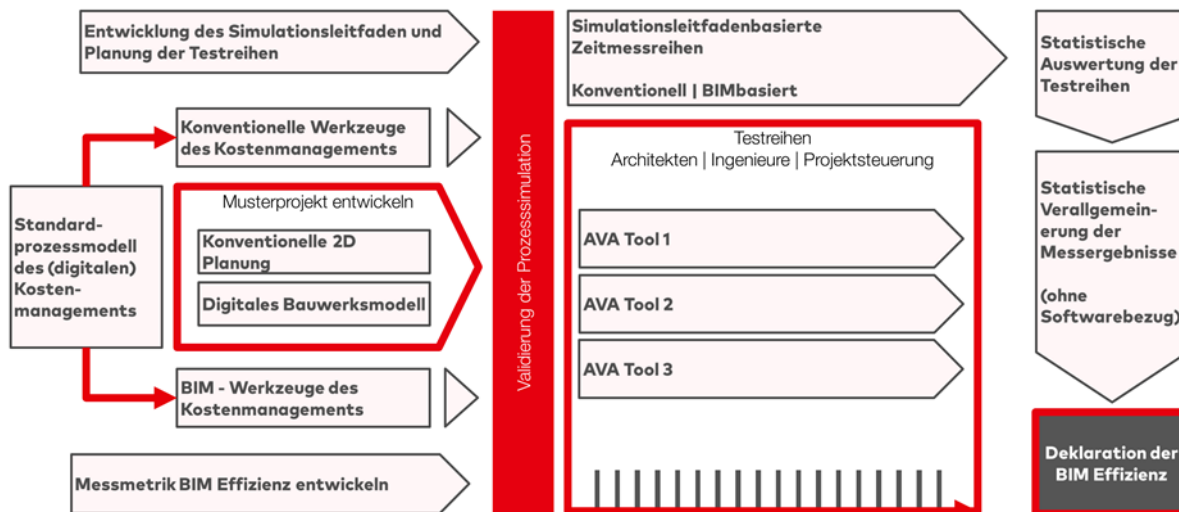 Entwicklung des Simulationsleitfaden und
Planung der Testreihen
Konventionelle Werkzeuge
des Kostenmanagements
Standard-
prozessmodell
des (digitalen)
Kosten-
managements
Musterprojekt entwickeln
Konventionelle 2D
Planung
Digitales Bauwerksmodell
BIM - Werkzeuge des
Kostenmanagements
Messmetrik BIM Effizienz entwickeln
Validierung der Prozesssimulation
Simulationsleitfadenbasierte
Zeitmessreihen
Konventionell | BIMbasiert
Testreihen
Architekten | Ingenieure | Projektsteuerung
AVA Tool 1
AVA Tool 2
AVA Tool 3
Statistische
Auswertung der
Testreihen
Statistische
Verallgemein-
erung der
Messergebnisse
(ohne
Softwarebezug)
Deklaration der
BIM Effizienz